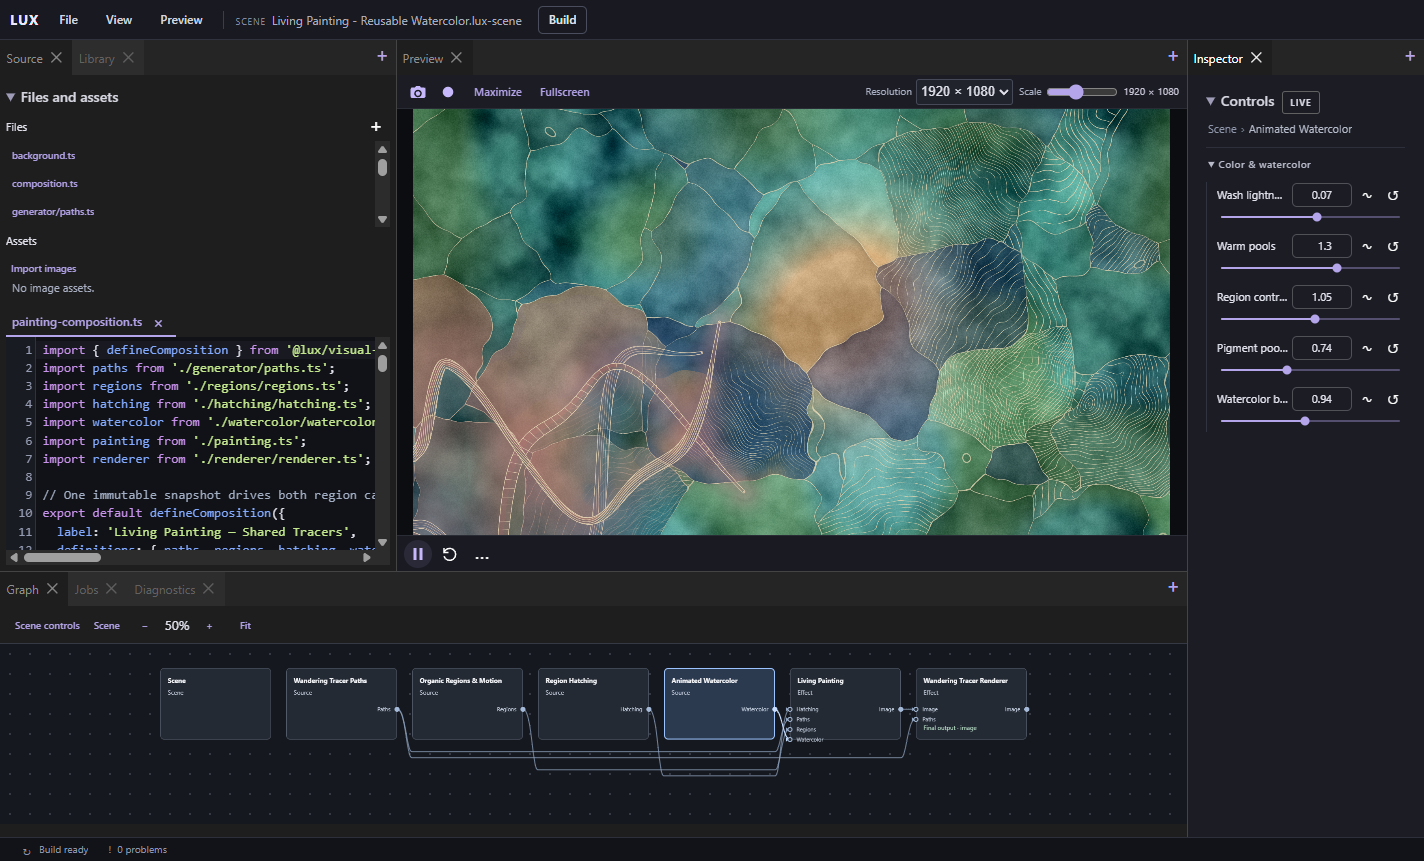 LUX File View Preview SCENE Living Painting - Reusable Watercolor.lux-scene Build
Source Library +
Files and assets
Files +
background.ts
composition.ts
generator/paths.ts
Assets
Import images
No image assets.
painting-composition.ts
1 import { defineComposition } from '@lux/visual-
2 import paths from './generator/paths.ts';
3 import regions from './regions/regions.ts';
4 import hatching from './hatching/hatching.ts';
5 import watercolor from './watercolor/watercolor
6 import painting from './painting.ts';
7 import renderer from './renderer/renderer.ts';
8
9 // One immutable snapshot drives both region ca
10 export default defineComposition({
11 label: 'Living Painting — Shared Tracers',
Preview +
Maximize Fullscreen Resolution 1920 × 1080 Scale 1920 × 1080
...
Inspector +
Controls LIVE
Scene › Animated Watercolor
Color & watercolor
Wash lightn... 0.07
Warm pools 1.3
Region contr... 1.05
Pigment poo... 0.74
Watercolor b... 0.94
Graph Jobs Diagnostics +
Scene controls Scene − 50% + Fit
Scene
Scene
Wandering Tracer Paths
Source
Paths
Organic Regions & Motion
Source
Regions
Region Hatching
Source
Hatching
Animated Watercolor
Source
Watercolor
Living Painting
Effect
Hatching Image
Paths
Regions
Watercolor
Wandering Tracer Renderer
Effect
Image Image
Paths
Final output · image
Build ready ! 0 problems